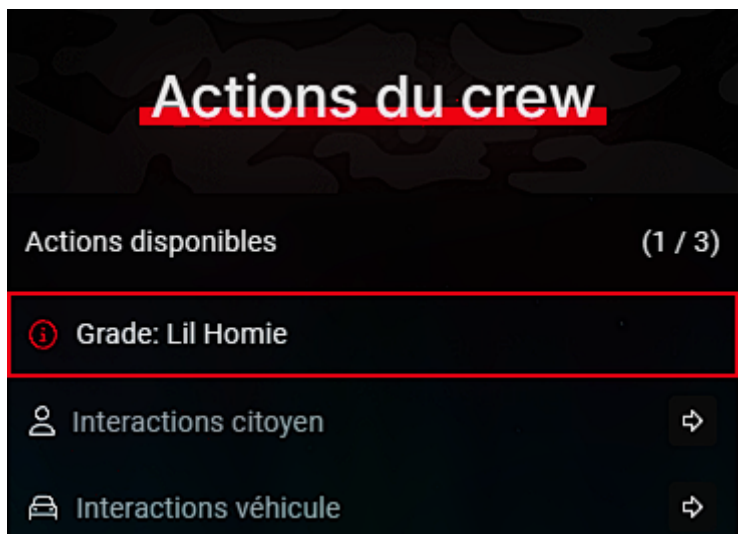 Actions du crew
Actions disponibles (1 / 3)
Grade: Lil Homie
Interactions citoyen
Interactions véhicule